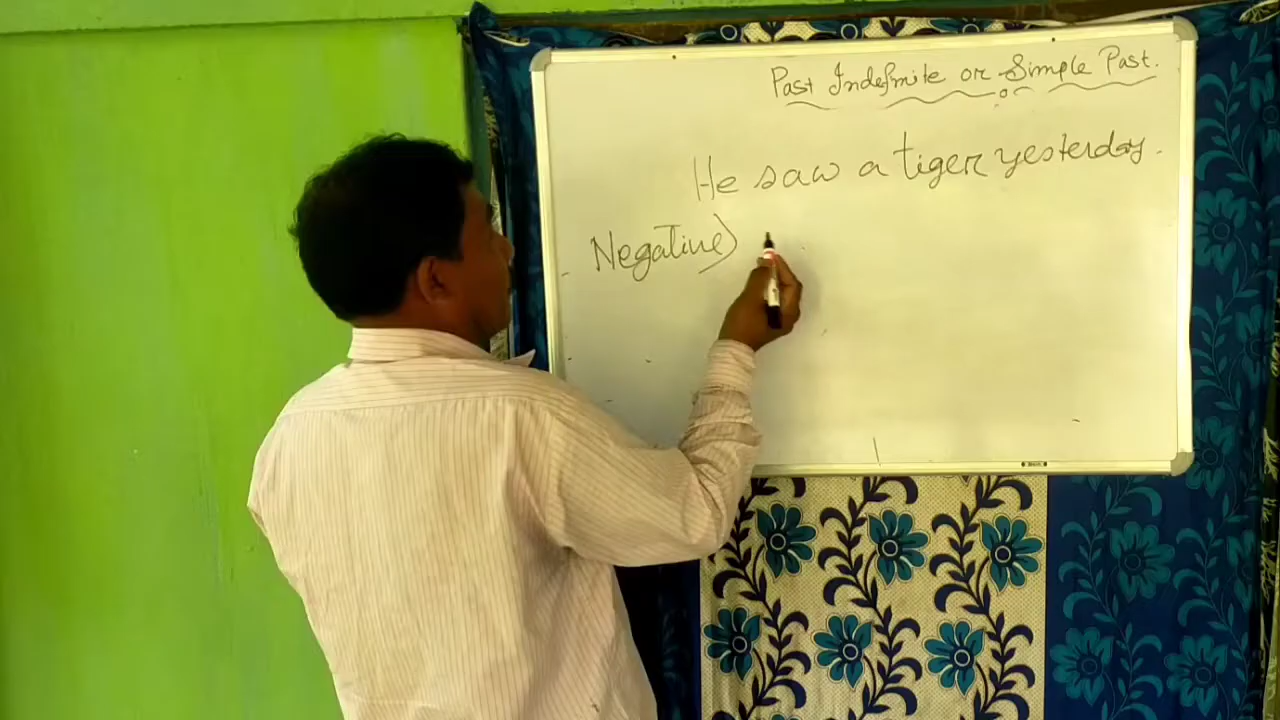 Past Indefinite or Simple Past.
He saw a tiger yesterday.
Negative)